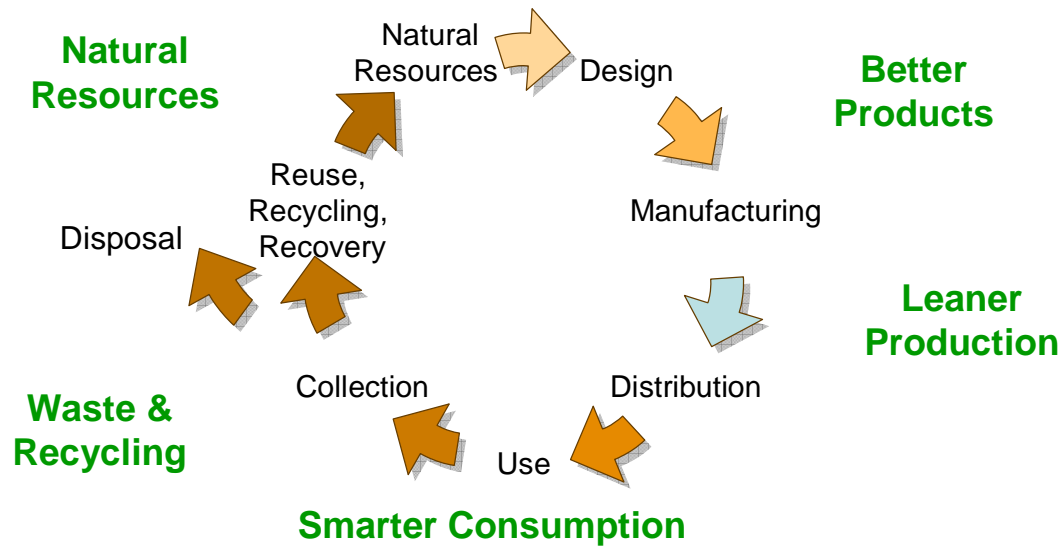 Natural
Resources
Natural
Resources
Design
Better
Products
Reuse,
Recycling,
Recovery
Manufacturing
Disposal
Leaner
Production
Collection
Distribution
Waste &
Recycling
Use
Smarter Consumption